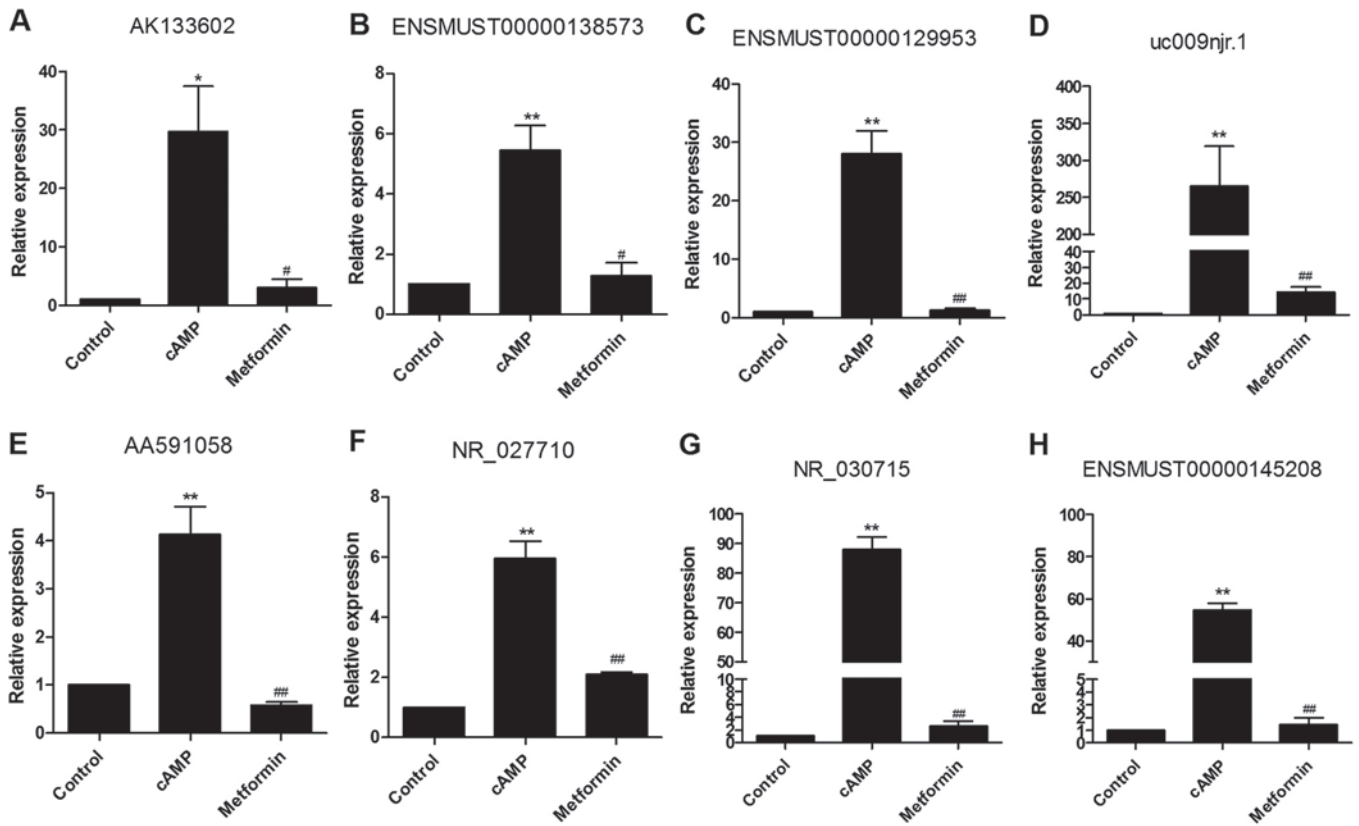 A
AK133602
Relative expression
40
30
20
10
0
*
#
Control
cAMP
Metformin
B
ENSMUST00000138573
Relative expression
8
6
4
2
0
**
#
Control
cAMP
Metformin
C
ENSMUST00000129953
Relative expression
40
30
20
10
0
**
##
Control
cAMP
Metformin
D
uc009njr.1
Relative expression
400
350
300
250
200
40
30
20
10
0
**
##
Control
cAMP
Metformin
E
AA591058
Relative expression
5
4
3
2
1
0
**
##
Control
cAMP
Metformin
F
NR_027710
Relative expression
8
6
4
2
0
**
##
Control
cAMP
Metformin
G
NR_030715
Relative expression
100
90
80
70
60
50
10
8
6
4
2
0
**
##
Control
cAMP
Metformin
H
ENSMUST00000145208
Relative expression
100
80
60
40
5
4
3
2
1
0
**
##
Control
cAMP
Metformin